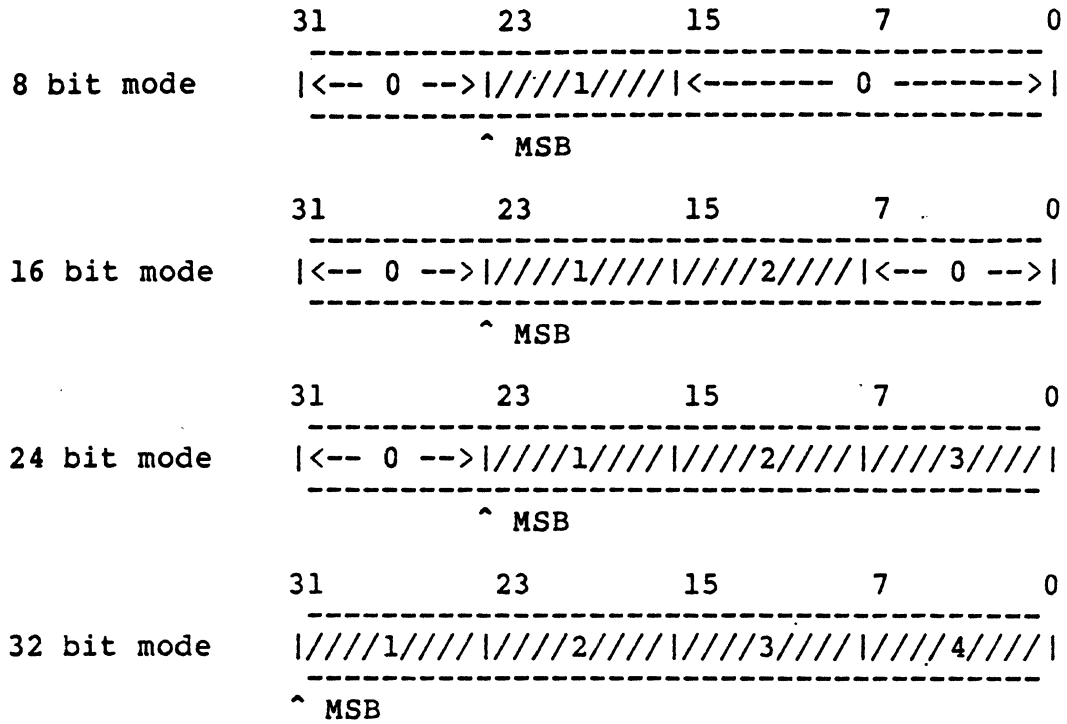 31 23 15 7 0
-----------------------------------------
8 bit mode |<-- 0 -->|////1////|<------- 0 ------->|
-----------------------------------------
^ MSB
31 23 15 7 0
-----------------------------------------
16 bit mode |<-- 0 -->|////1////|////2////|<-- 0 -->|
-----------------------------------------
^ MSB
31 23 15 7 0
-----------------------------------------
24 bit mode |<-- 0 -->|////1////|////2////|////3////|
-----------------------------------------
^ MSB
31 23 15 7 0
-----------------------------------------
32 bit mode |////1////|////2////|////3////|////4////|
-----------------------------------------
^ MSB